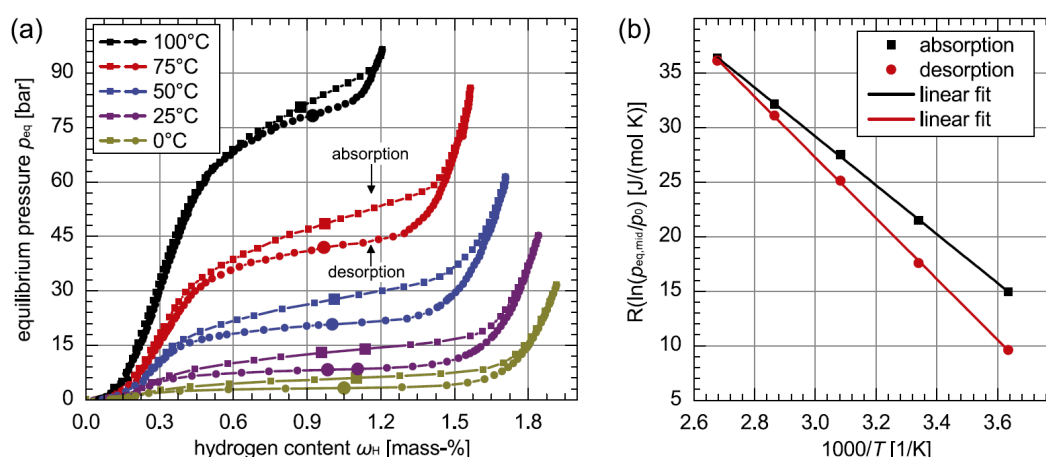 (a)
100°C
75°C
50°C
25°C
0°C
absorption
desorption
equilibrium pressure peq [bar]
90
75
60
45
30
15
0
0.0 0.3 0.6 0.9 1.2 1.5 1.8
hydrogen content ωH [mass-%]
(b)
absorption
desorption
linear fit
linear fit
R(ln(peq,mid/p0) [J/(mol K)]
35
30
25
20
15
10
5
2.6 2.8 3.0 3.2 3.4 3.6
1000/T [1/K]